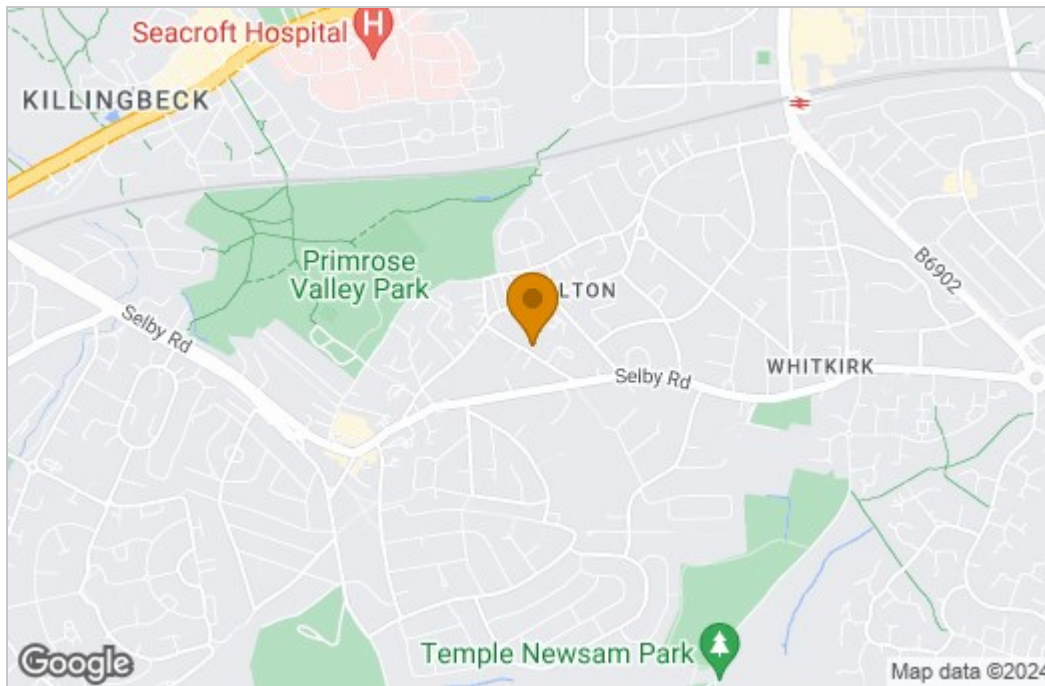 Seacroft Hospital
H
KILLINGBECK
Primrose
Valley Park
LTON
B6902
Selby Rd
Selby Rd
WHITKIRK
Temple Newsam Park
Google
Map data ©2024